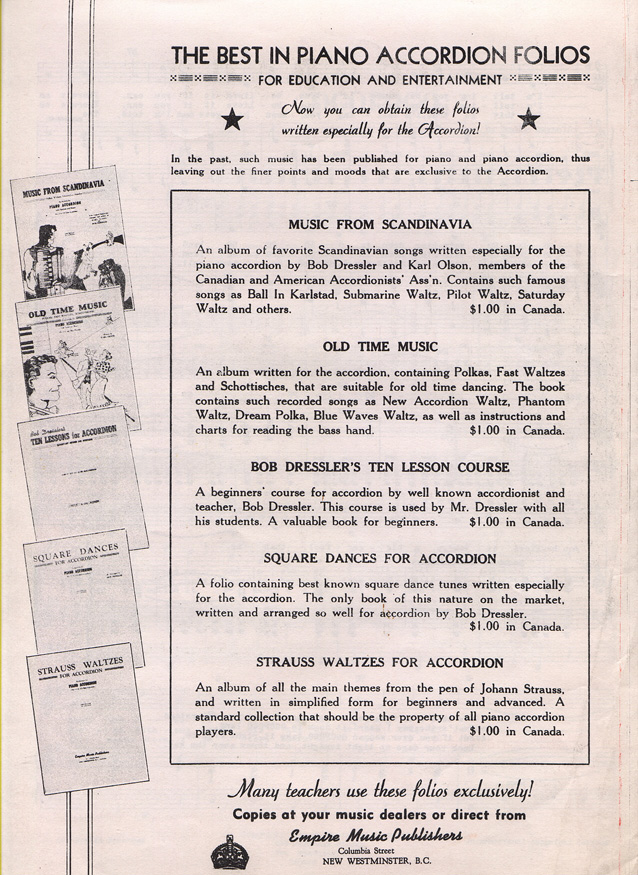 THE BEST IN PIANO ACCORDION FOLIOS
FOR EDUCATION AND ENTERTAINMENT
Now you can obtain these folios
written especially for the Accordion!
In the past, such music has been published for piano and piano accordion, thus
leaving out the finer points and moods that are exclusive to the Accordion.
MUSIC FROM SCANDINAVIA
PIANO ACCORDION
OLD TIME MUSIC
PIANO ACCORDION
Bob Dressler's
TEN LESSONS for ACCORDION
SQUARE DANCES
FOR ACCORDION
PIANO ACCORDION
STRAUSS WALTZES
FOR ACCORDION
PIANO ACCORDION
Empire Music Publishers
MUSIC FROM SCANDINAVIA
An album of favorite Scandinavian songs written especially for the
piano accordion by Bob Dressler and Karl Olson, members of the
Canadian and American Accordionists' Ass'n. Contains such famous
songs as Ball In Karlstad, Submarine Waltz, Pilot Waltz, Saturday
Waltz and others. $1.00 in Canada.
OLD TIME MUSIC
An album written for the accordion, containing Polkas, Fast Waltzes
and Schottisches, that are suitable for old time dancing. The book
contains such recorded songs as New Accordion Waltz, Phantom
Waltz, Dream Polka, Blue Waves Waltz, as well as instructions and
charts for reading the bass hand. $1.00 in Canada.
BOB DRESSLER'S TEN LESSON COURSE
A beginners' course for accordion by well known accordionist and
teacher, Bob Dressler. This course is used by Mr. Dressler with all
his students. A valuable book for beginners. $1.00 in Canada.
SQUARE DANCES FOR ACCORDION
A folio containing best known square dance tunes written especially
for the accordion. The only book of this nature on the market,
written and arranged so well for accordion by Bob Dressler.
$1.00 in Canada.
STRAUSS WALTZES FOR ACCORDION
An album of all the main themes from the pen of Johann Strauss,
and written in simplified form for beginners and advanced. A
standard collection that should be the property of all piano accordion
players. $1.00 in Canada.
Many teachers use these folios exclusively!
Copies at your music dealers or direct from
Empire Music Publishers
Columbia Street
NEW WESTMINSTER, B.C.